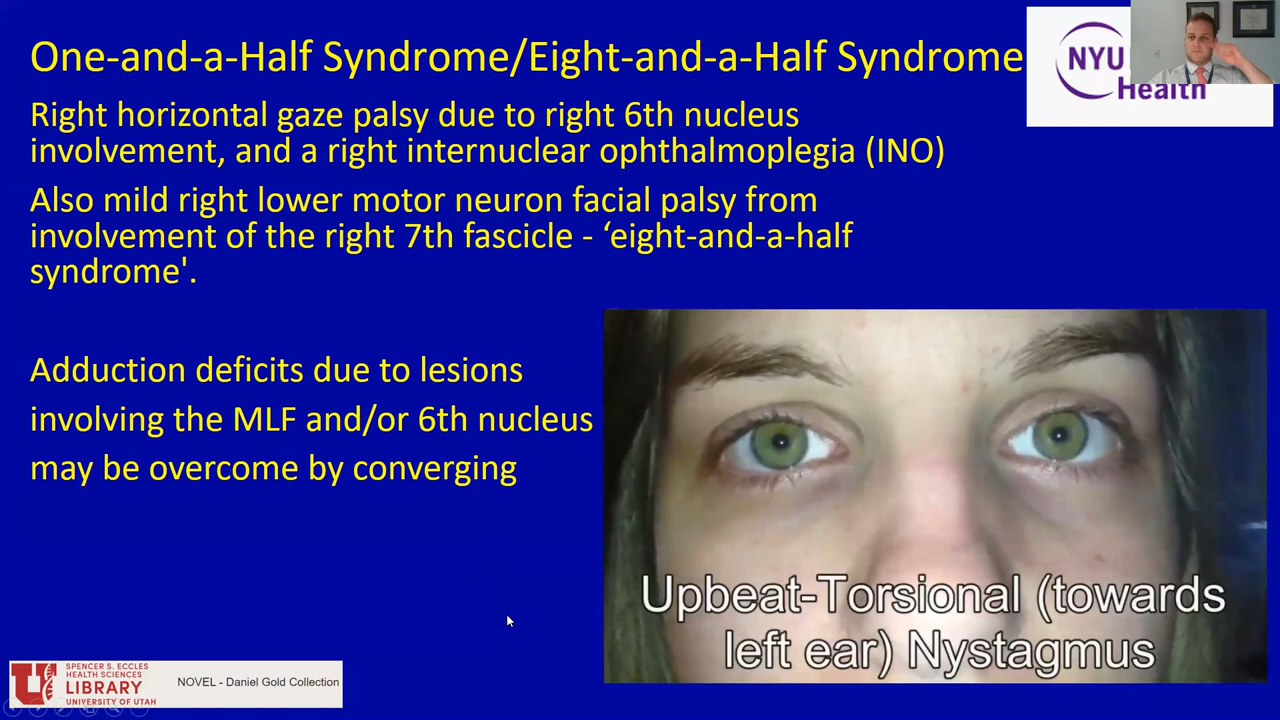 One-and-a-Half Syndrome/Eight-and-a-Half Syndrome
NYU
Health
Right horizontal gaze palsy due to right 6th nucleus
involvement, and a right internuclear ophthalmoplegia (INO)
Also mild right lower motor neuron facial palsy from
involvement of the right 7th fascicle - ‘eight-and-a-half
syndrome'.
Adduction deficits due to lesions
involving the MLF and/or 6th nucleus
may be overcome by converging
Upbeat-Torsional (towards
left ear) Nystagmus
SPENCER S. ECCLES
HEALTH SCIENCES
LIBRARY
UNIVERSITY OF UTAH
NOVEL - Daniel Gold Collection